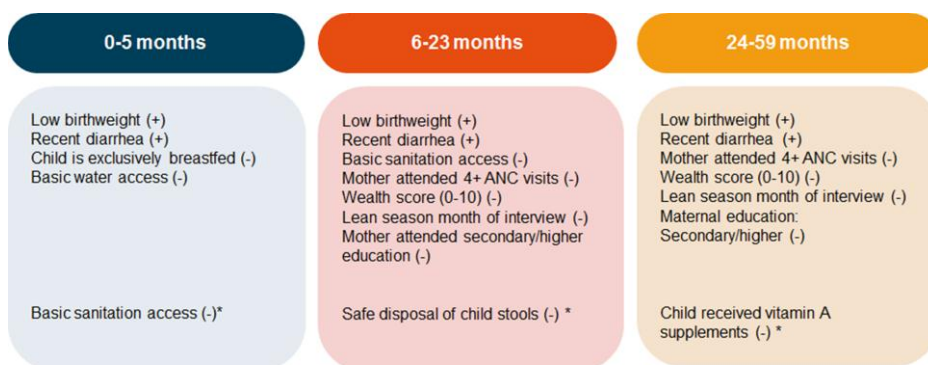 0-5 months
Low birthweight (+)
Recent diarrhea (+)
Child is exclusively breastfed (-)
Basic water access (-)
Basic sanitation access (-)*
6-23 months
Low birthweight (+)
Recent diarrhea (+)
Basic sanitation access (-)
Mother attended 4+ ANC visits (-)
Wealth score (0-10) (-)
Lean season month of interview (-)
Mother attended secondary/higher
education (-)
Safe disposal of child stools (-) *
24-59 months
Low birthweight (+)
Recent diarrhea (+)
Mother attended 4+ ANC visits (-)
Wealth score (0-10) (-)
Lean season month of interview (-)
Maternal education:
Secondary/higher (-)
Child received vitamin A
supplements (-) *